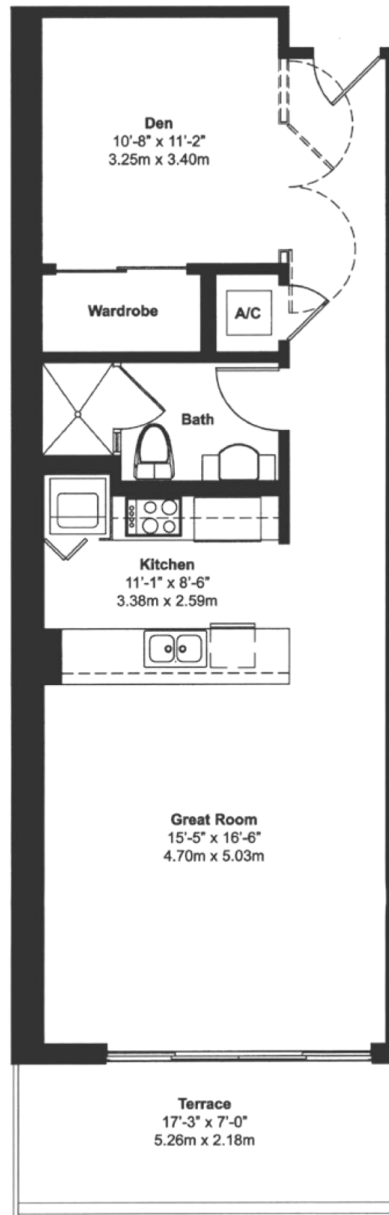 Den
10'-8" x 11'-2"
3.25m x 3.40m
Wardrobe
A/C
Bath
Kitchen
11'-1" x 8'-6"
3.38m x 2.59m
Great Room
15'-5" x 16'-6"
4.70m x 5.03m
Terrace
17'-3" x 7'-0"
5.26m x 2.18m